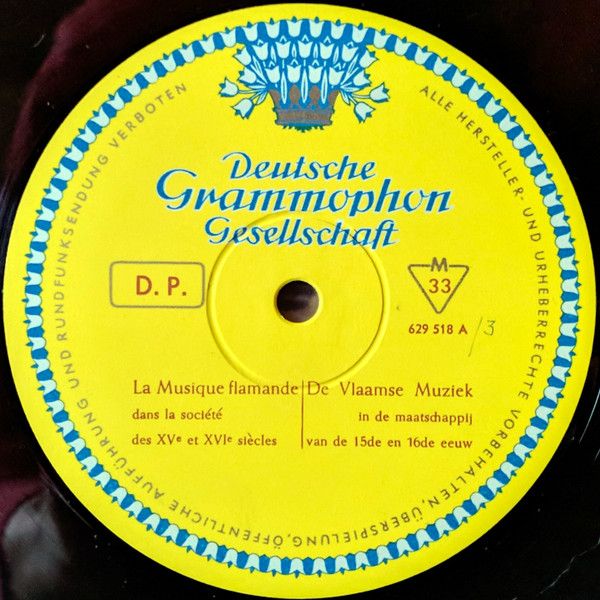 Deutsche
Grammophon
Gesellschaft
D. P.
M
33
629 518 A /3
La Musique flamande
dans la société
des XVe et XVIe siècles
De Vlaamse Muziek
in de maatschappij
van de 15de en 16de eeuw
ALLE HERSTELLER- UND URHEBERRECHTE VORBEHALTEN, ÜBERSPIELUNG, ÖFFENTLICHE AUFFÜHRUNG UND RUNDFUNKSENDUNG VERBOTEN